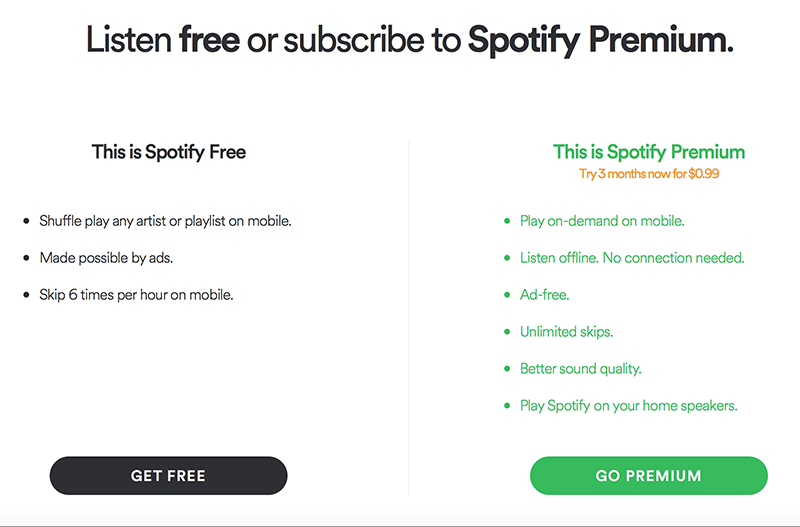 Listen free or subscribe to Spotify Premium.
This is Spotify Free
Shuffle play any artist or playlist on mobile.
Made possible by ads.
Skip 6 times per hour on mobile.
GET FREE
This is Spotify Premium
Try 3 months now for $0.99
Play on-demand on mobile.
Listen offline. No connection needed.
Ad-free.
Unlimited skips.
Better sound quality.
Play Spotify on your home speakers.
GO PREMIUM